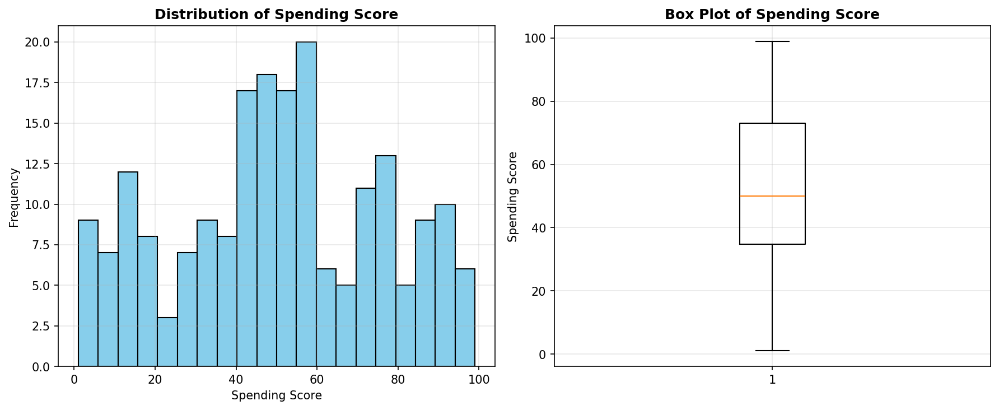 Distribution of Spending Score
20.0
17.5
15.0
12.5
10.0
7.5
5.0
2.5
0.0
Frequency
0 20 40 60 80 100
Spending Score
Box Plot of Spending Score
100
80
60
40
20
0
Spending Score
1